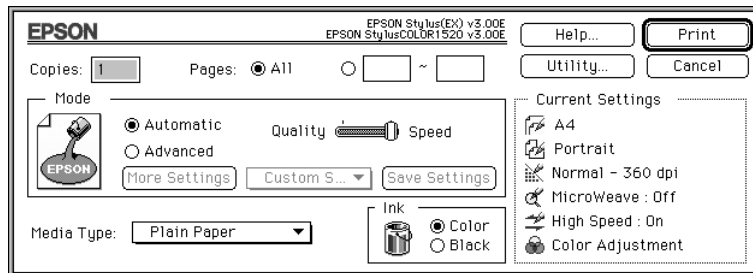 EPSON
EPSON Stylus(EX) v3.00E
EPSON StylusCOLOR1520 v3.00E
Help...
Print
Copies: 1
Pages: All
~
Utility...
Cancel
Mode
EPSON
Automatic
Advanced
Quality
Speed
More Settings
Custom S...
Save Settings
Media Type: Plain Paper
Ink
Color
Black
Current Settings
A4
Portrait
Normal - 360 dpi
MicroWeave : Off
High Speed : On
Color Adjustment